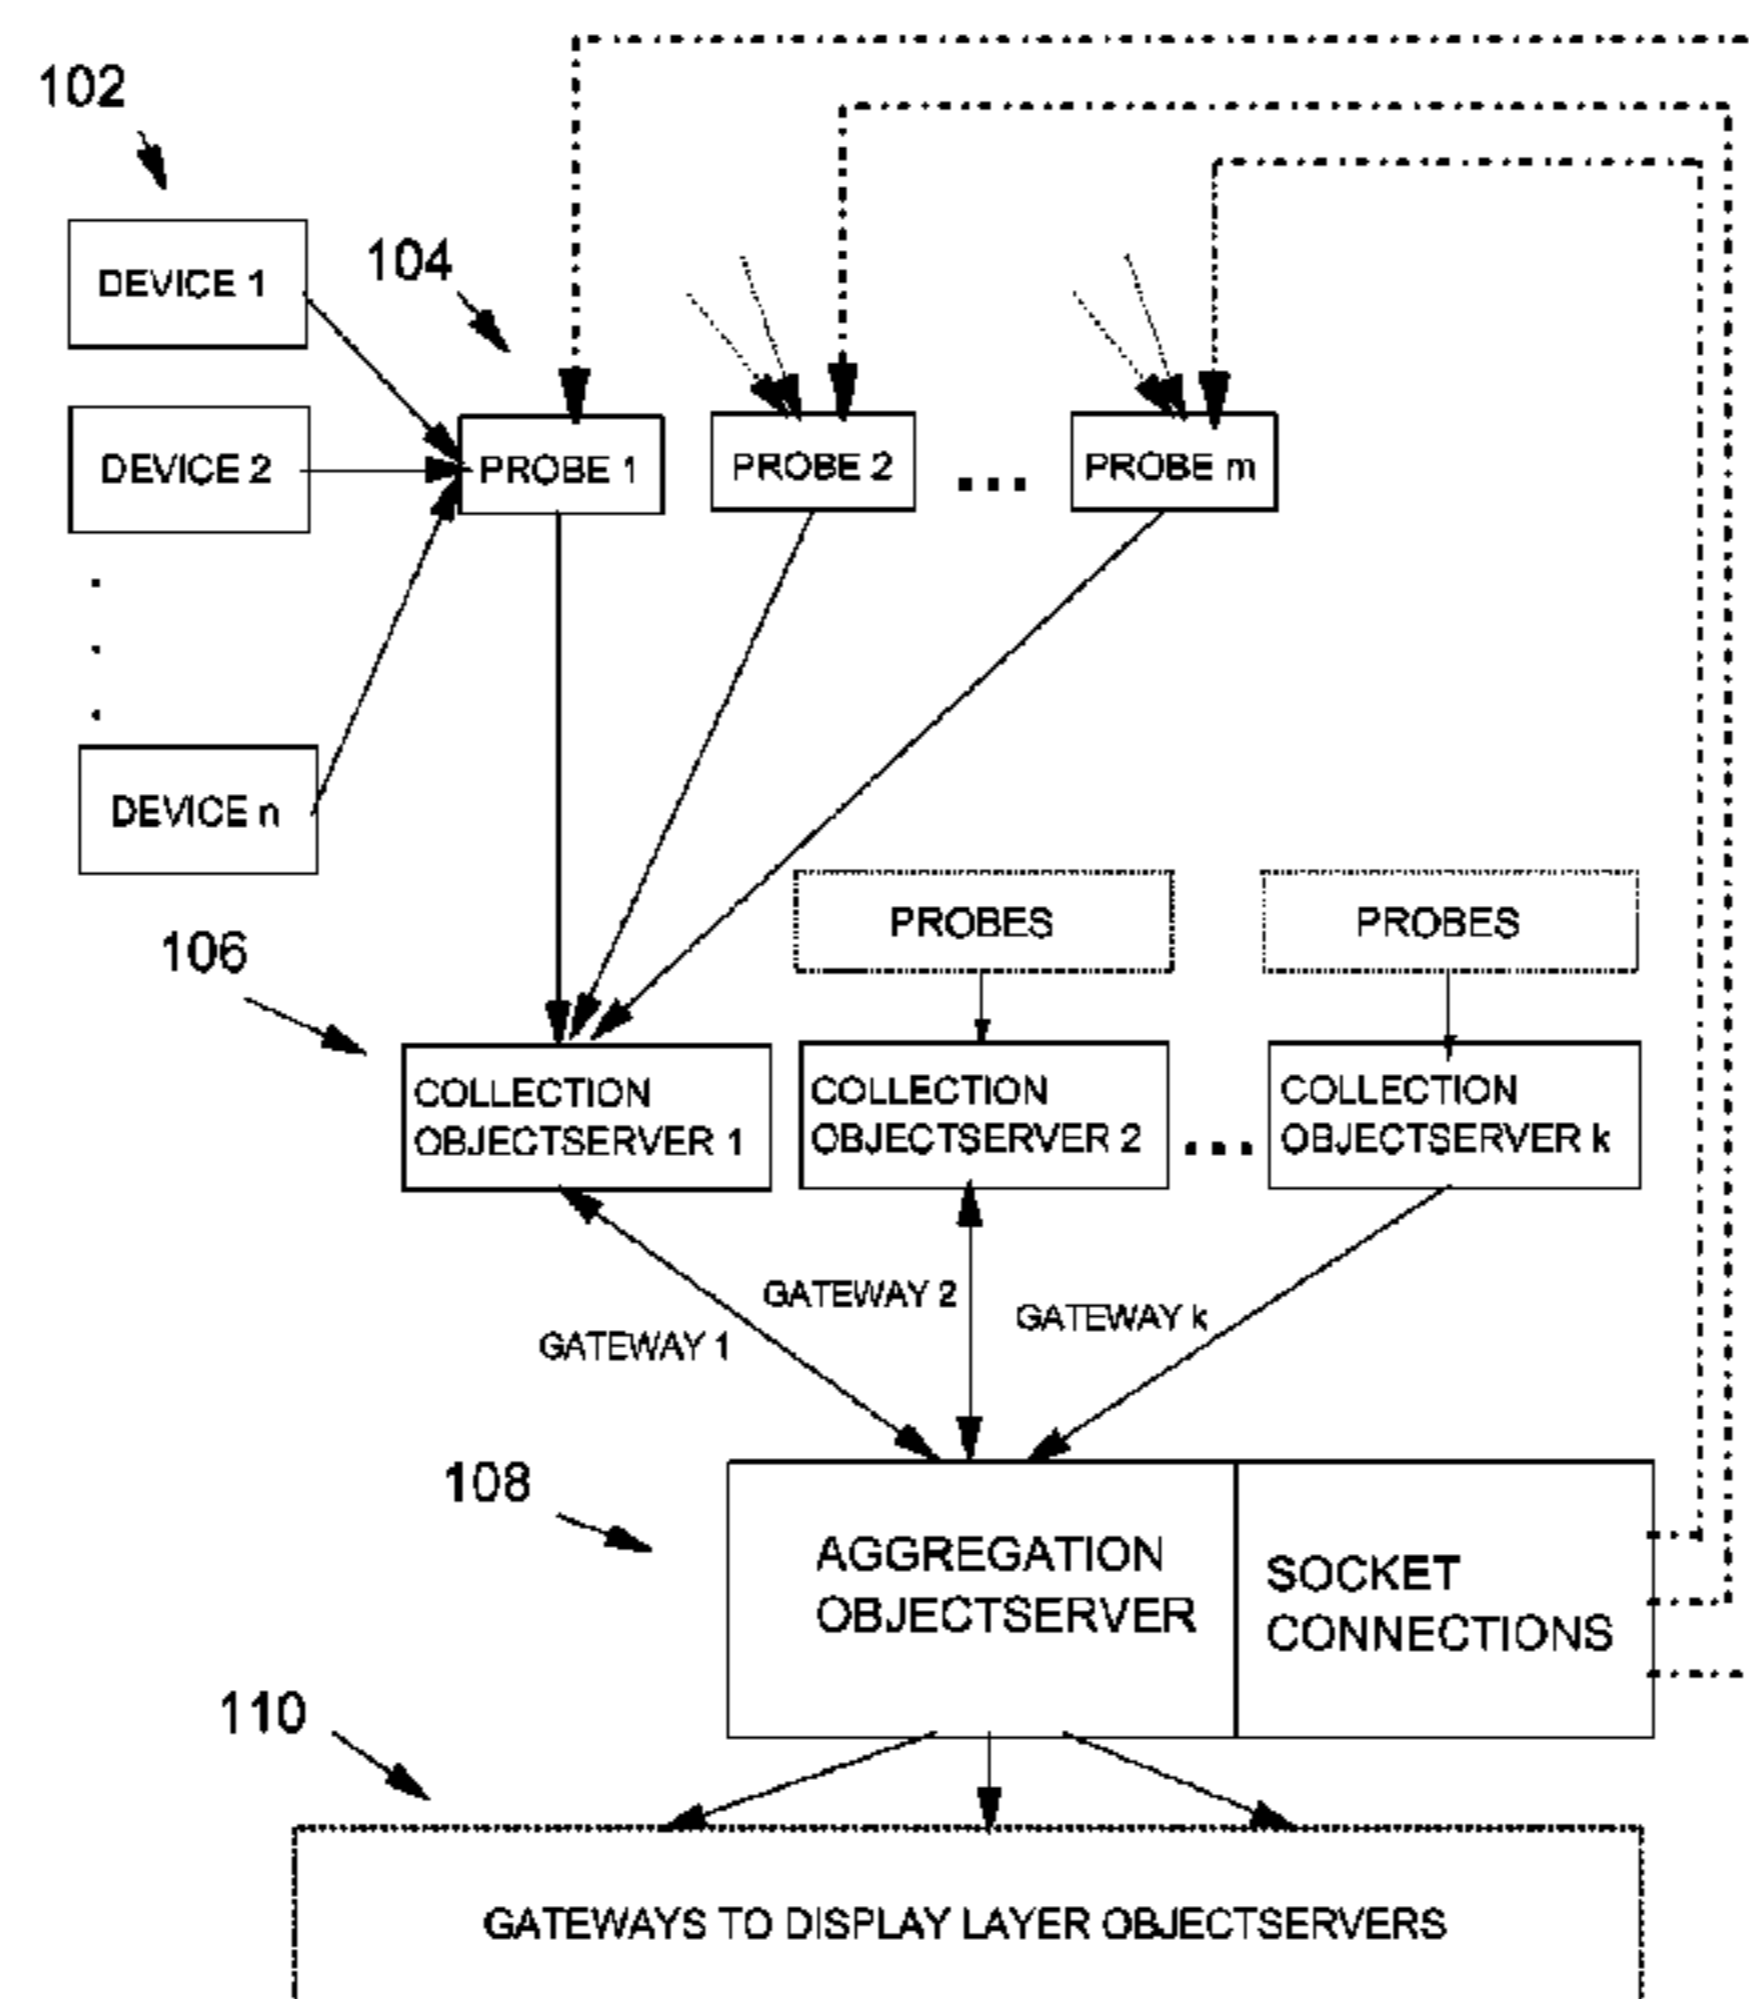 102
DEVICE 1
104
DEVICE 2
PROBE 1
PROBE 2
...
PROBE m
.
.
.
DEVICE n
PROBES
PROBES
106
COLLECTION
OBJECTSERVER 1
COLLECTION
OBJECTSERVER 2
...
COLLECTION
OBJECTSERVER k
GATEWAY 1
GATEWAY 2
GATEWAY k
108
AGGREGATION
OBJECTSERVER
SOCKET
CONNECTIONS
110
GATEWAYS TO DISPLAY LAYER OBJECTSERVERS